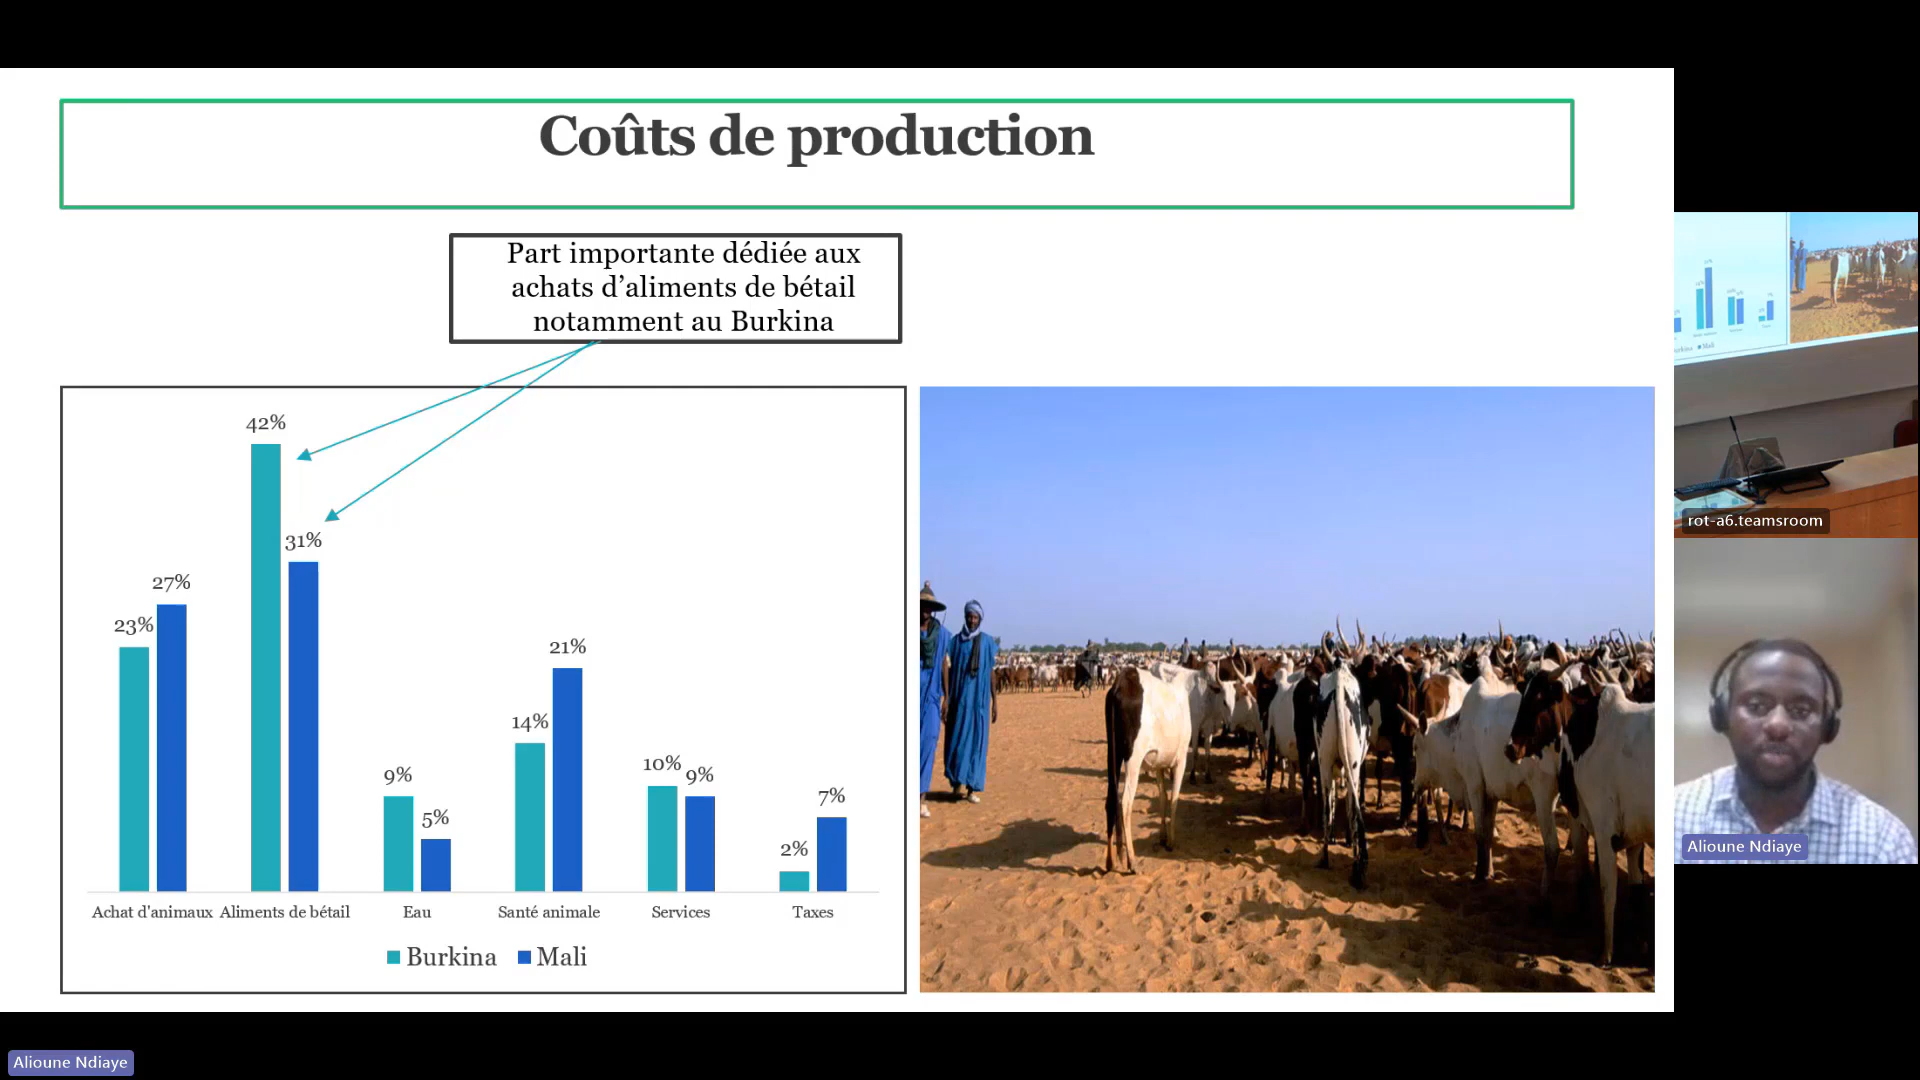 Coûts de production
Part importante dédiée aux
achats d’aliments de bétail
notamment au Burkina
42%
31%
27%
23%
21%
14%
9%
5%
10%
9%
7%
2%
Achat d'animaux
Aliments de bétail
Eau
Santé animale
Services
Taxes
Burkina
Mali
rot-a6.teamsroom
Alioune Ndiaye
Alioune Ndiaye